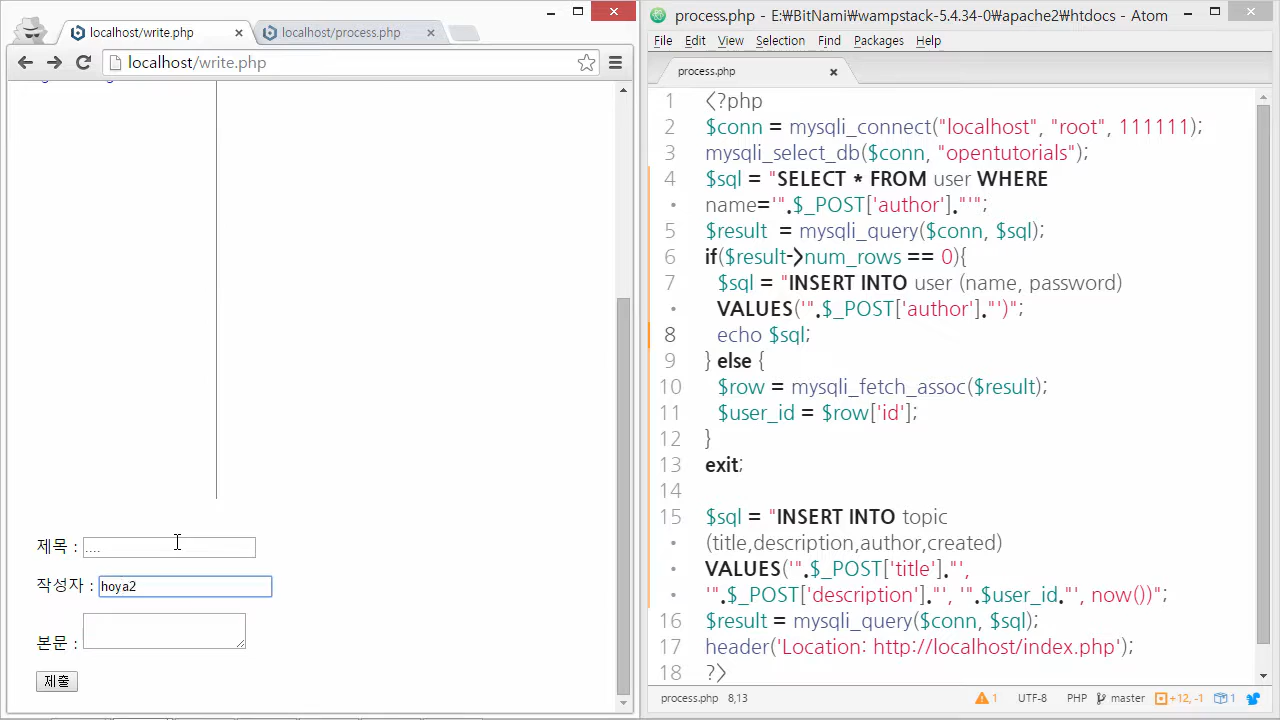 localhost/write.php
localhost/process.php
localhost/write.php
제목 : ....
작성자 : hoya2
본문 :
제출
process.php - E:₩BitNami₩wampstack-5.4.34-0₩apache2₩htdocs - Ato
File Edit View Selection Find Packages Help
process.php
1 <?php
2 $conn = mysqli_connect("localhost", "root", 111111);
3 mysqli_select_db($conn, "opentutorials");
4 $sql = "SELECT * FROM user WHERE
• name='".$_POST['author']."'";
5 $result  = mysqli_query($conn, $sql);
6 if($result->num_rows == 0){
7 $sql = "INSERT INTO user (name, password)
• VALUES('".$_POST['author']."')";
8 echo $sql;
9 } else {
10 $row = mysqli_fetch_assoc($result);
11 $user_id = $row['id'];
12 }
13 exit;
14
15 $sql = "INSERT INTO topic
• (title,description,author,created)
• VALUES('".$_POST['title']."',
• '".$_POST['description']."', '".$user_id."', now())";
16 $result = mysqli_query($conn, $sql);
17 header('Location: http://localhost/index.php');
18 ?>
process.php 8,13 1 UTF-8 PHP master +12, -1 1